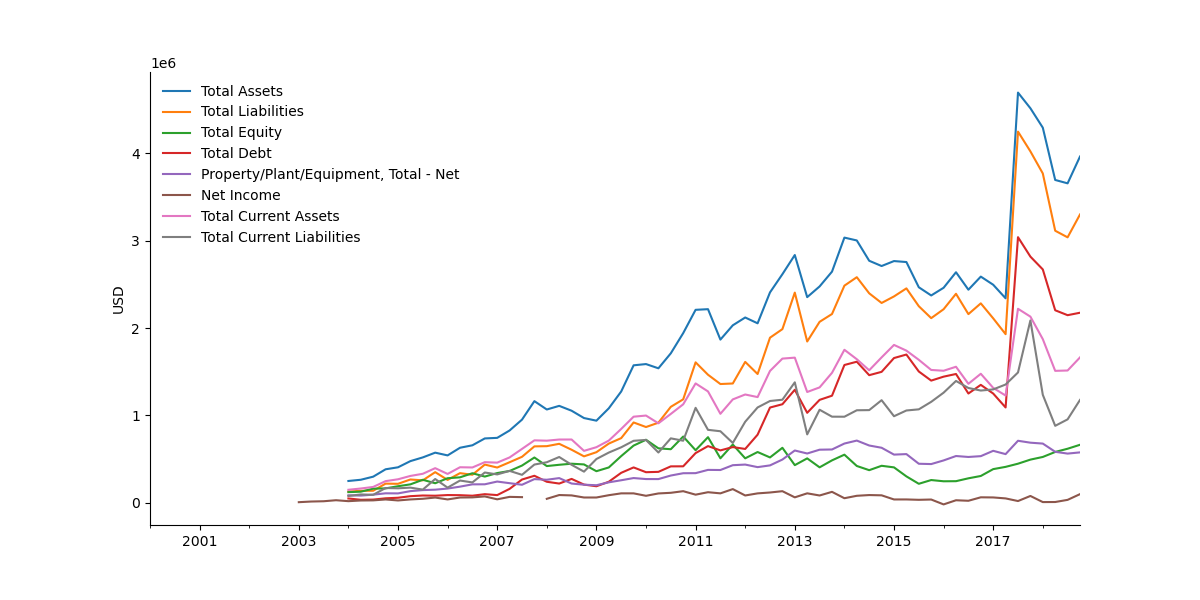 1e6
Total Assets
Total Liabilities
Total Equity
Total Debt
Property/Plant/Equipment, Total - Net
Net Income
Total Current Assets
Total Current Liabilities
USD
4
3
2
1
0
2001 2003 2005 2007 2009 2011 2013 2015 2017